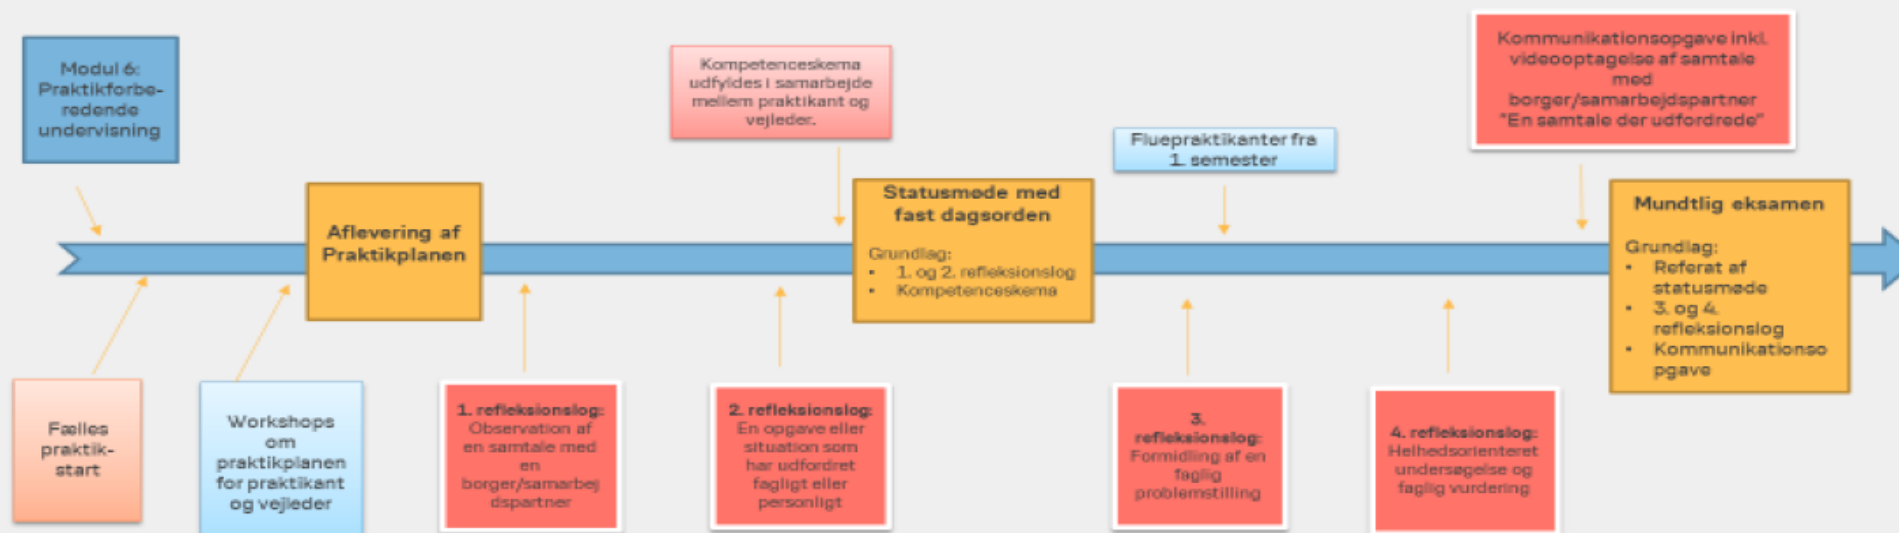 Modul 6:
Praktikforbe-
redende
undervisning
Fælles
praktik-
start
Workshops
om
praktikplanen
for praktikant
og vejleder
Aflevering af
Praktikplanen
1. refleksionslog:
Observation af
en samtale med
en
borger/samarbej
dspartner
2. refleksionslog:
En opgave eller
situation som
har udfordret
fagligt eller
personligt
Kompetenceskema
udfyldes i samarbejde
mellem praktikant og
vejleder.
Statusmøde med
fast dagsorden
Grundlag:
• 1. og 2. refleksionslog
• Kompetenceskema
Fluepraktikanter fra
1. semester
3.
refleksionslog:
Formidling af en
faglig
problemstilling
4. refleksionslog:
Helhedsorienteret
undersøgelse og
faglig vurdering
Kommunikationsopgave inkl.
videooptagelse af samtale
med
borger/samarbejdspartner
"En samtale der udfordrede"
Mundtlig eksamen
Grundlag:
• Referat af
statusmøde
• 3. og 4.
refleksionslog
• Kommunikationso
pgave